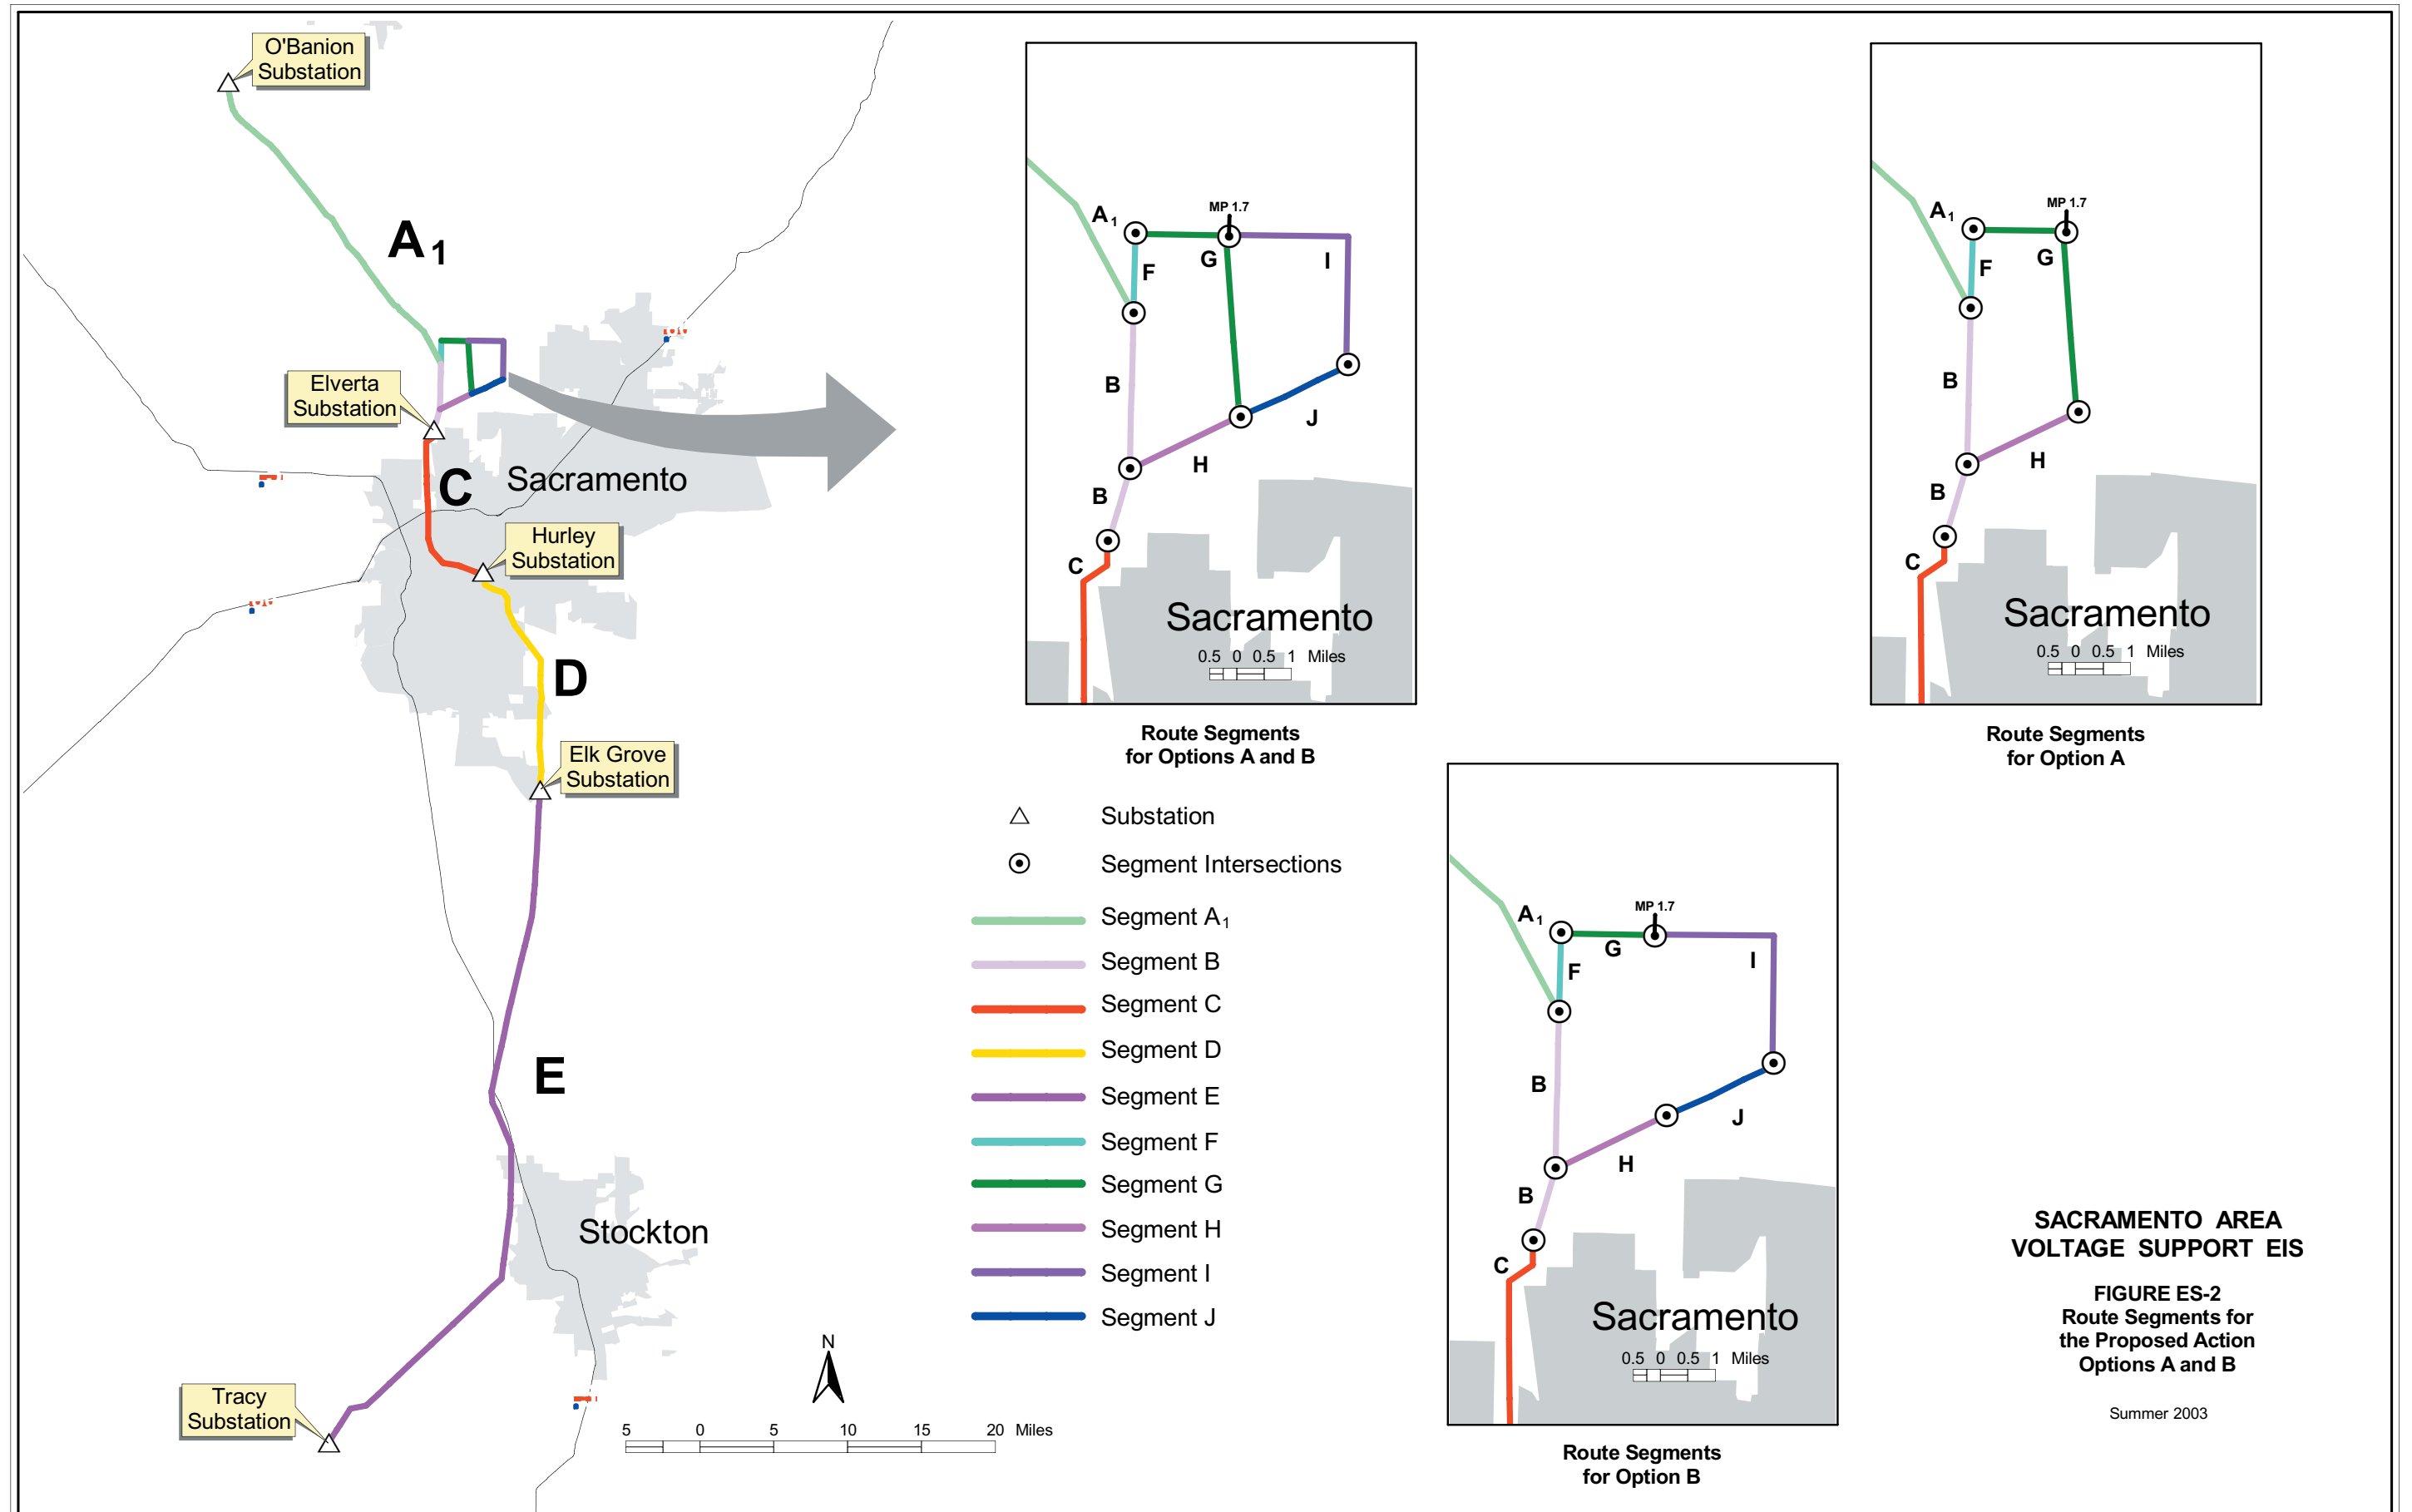 O'Banion
Substation
A1
Elverta
Substation
C
Sacramento
Hurley
Substation
D
Elk Grove
Substation
E
Stockton
Tracy
Substation
N
5 0 5 10 15 20 Miles
A1
MP 1.7
F
G
I
B
J
H
B
C
Sacramento
0.5 0 0.5 1 Miles
Route Segments
for Options A and B
A1
MP 1.7
F
G
B
H
B
C
Sacramento
0.5 0 0.5 1 Miles
Route Segments
for Option A
Substation
Segment Intersections
Segment A1
Segment B
Segment C
Segment D
Segment E
Segment F
Segment G
Segment H
Segment I
Segment J
A1
MP 1.7
G
F
I
B
J
H
B
C
Sacramento
0.5 0 0.5 1 Miles
Route Segments
for Option B
SACRAMENTO AREA
VOLTAGE SUPPORT EIS
FIGURE ES-2
Route Segments for
the Proposed Action
Options A and B
Summer 2003